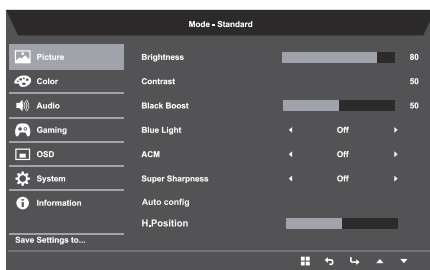 Mode - Standard
Picture
Brightness 80
Color
Contrast 50
Audio
Black Boost 50
Gaming
Blue Light Off
OSD
ACM Off
System
Super Sharpness Off
Information
Auto config
H.Position
Save Settings to...